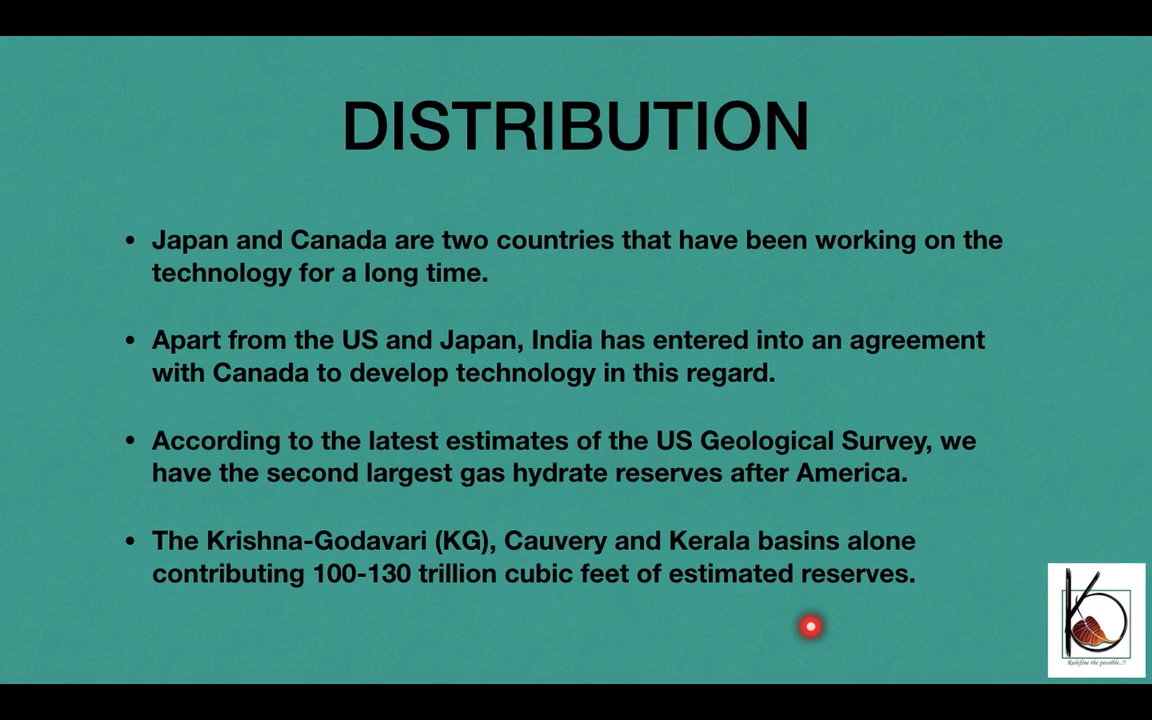 DISTRIBUTION
• Japan and Canada are two countries that have been working on the
technology for a long time.
• Apart from the US and Japan, India has entered into an agreement
with Canada to develop technology in this regard.
• According to the latest estimates of the US Geological Survey, we
have the second largest gas hydrate reserves after America.
• The Krishna-Godavari (KG), Cauvery and Kerala basins alone
contributing 100-130 trillion cubic feet of estimated reserves.
Redefine the possible..!!